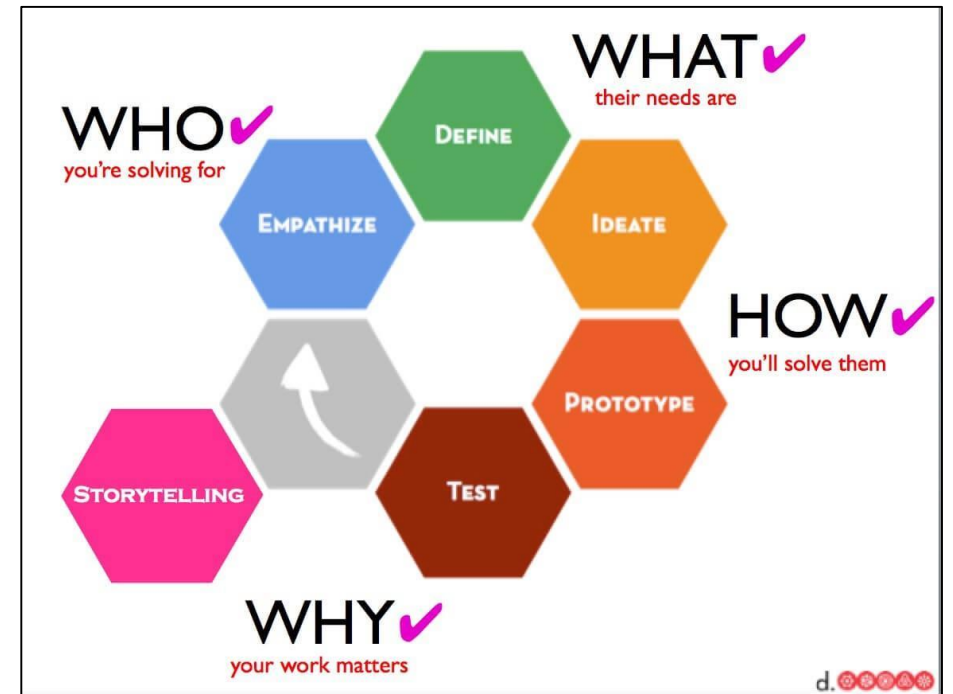 WHAT
their needs are
WHO
you're solving for
DEFINE
EMPATHIZE
IDEATE
HOW
you'll solve them
PROTOTYPE
STORYTELLING
TEST
WHY
your work matters
d.